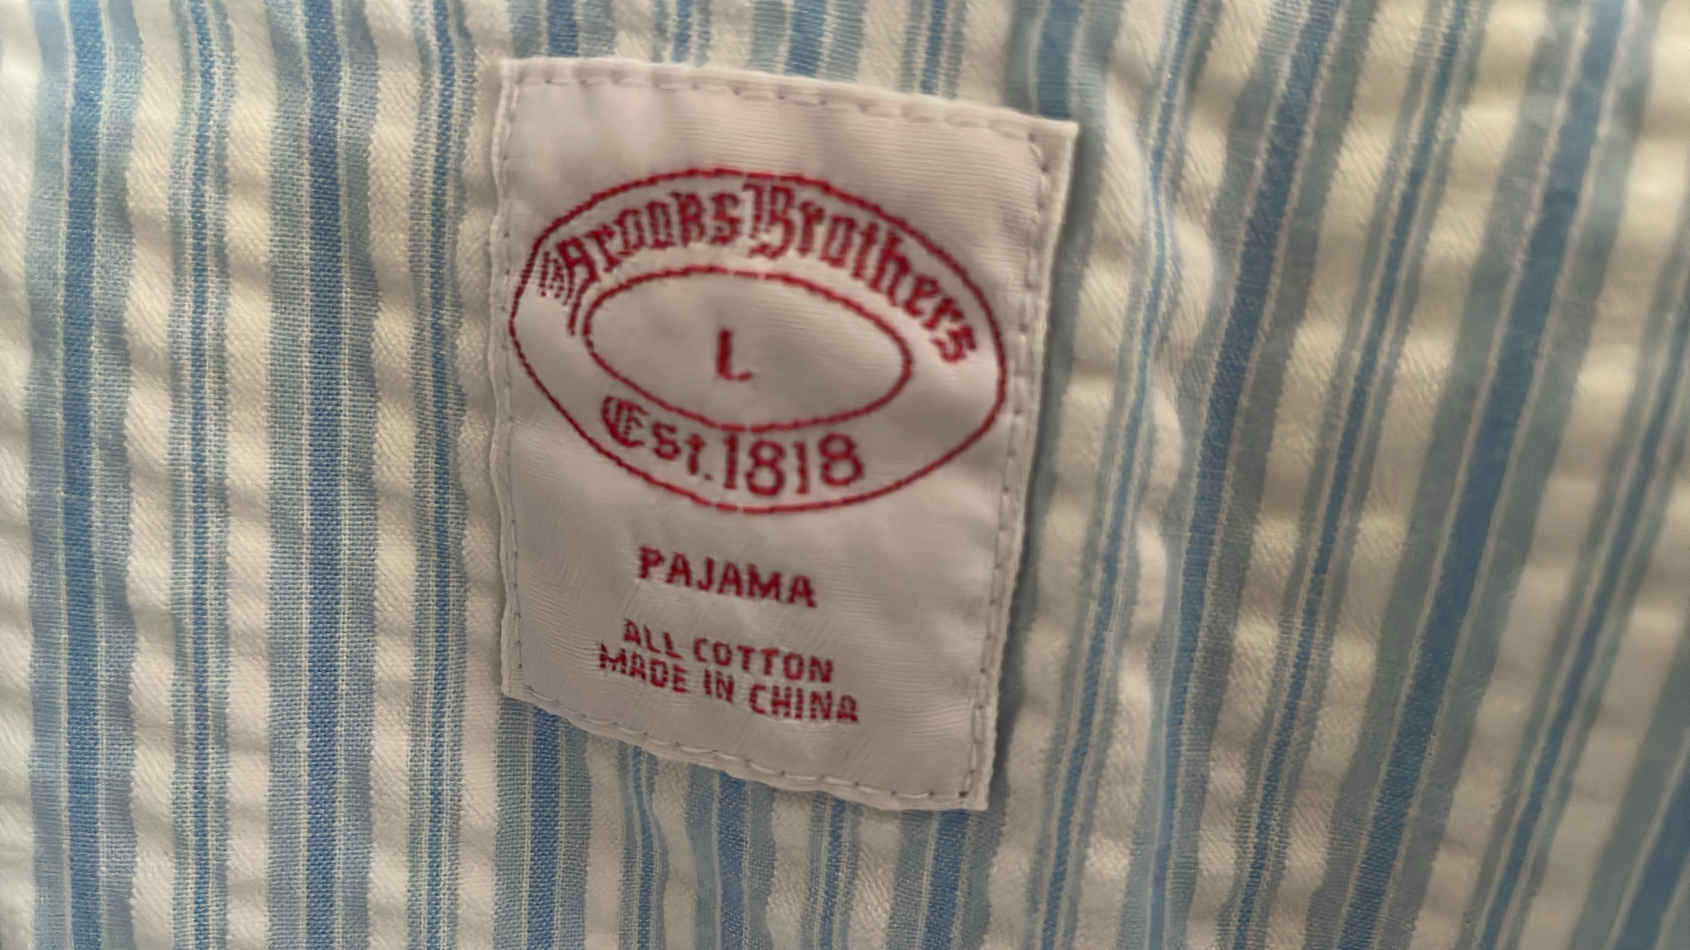 Brooks Brothers
L
Est. 1818
PAJAMA
ALL COTTON
MADE IN CHINA